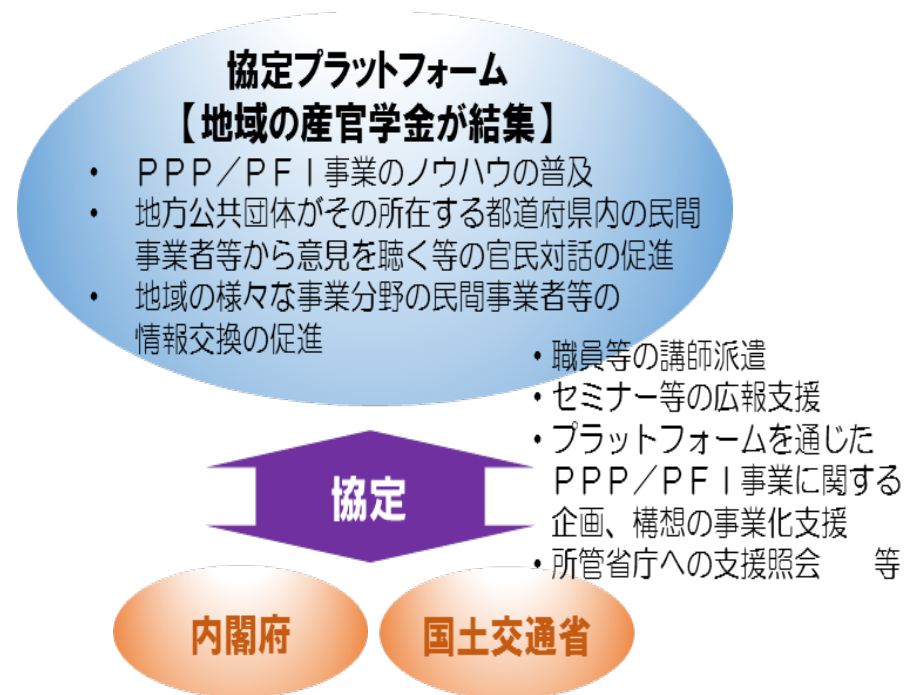 協定プラットフォーム
【地域の産官学金が結集】
・ ＰＰＰ／ＰＦＩ事業のノウハウの普及
・ 地方公共団体がその所在する都道府県内の民間
事業者等から意見を聴く等の官民対話の促進
・ 地域の様々な事業分野の民間事業者等の
情報交換の促進
・職員等の講師派遣
・セミナー等の広報支援
・プラットフォームを通じた
ＰＰＰ／ＰＦＩ事業に関する
企画、構想の事業化支援
・所管省庁への支援照会　等
協定
内閣府
国土交通省